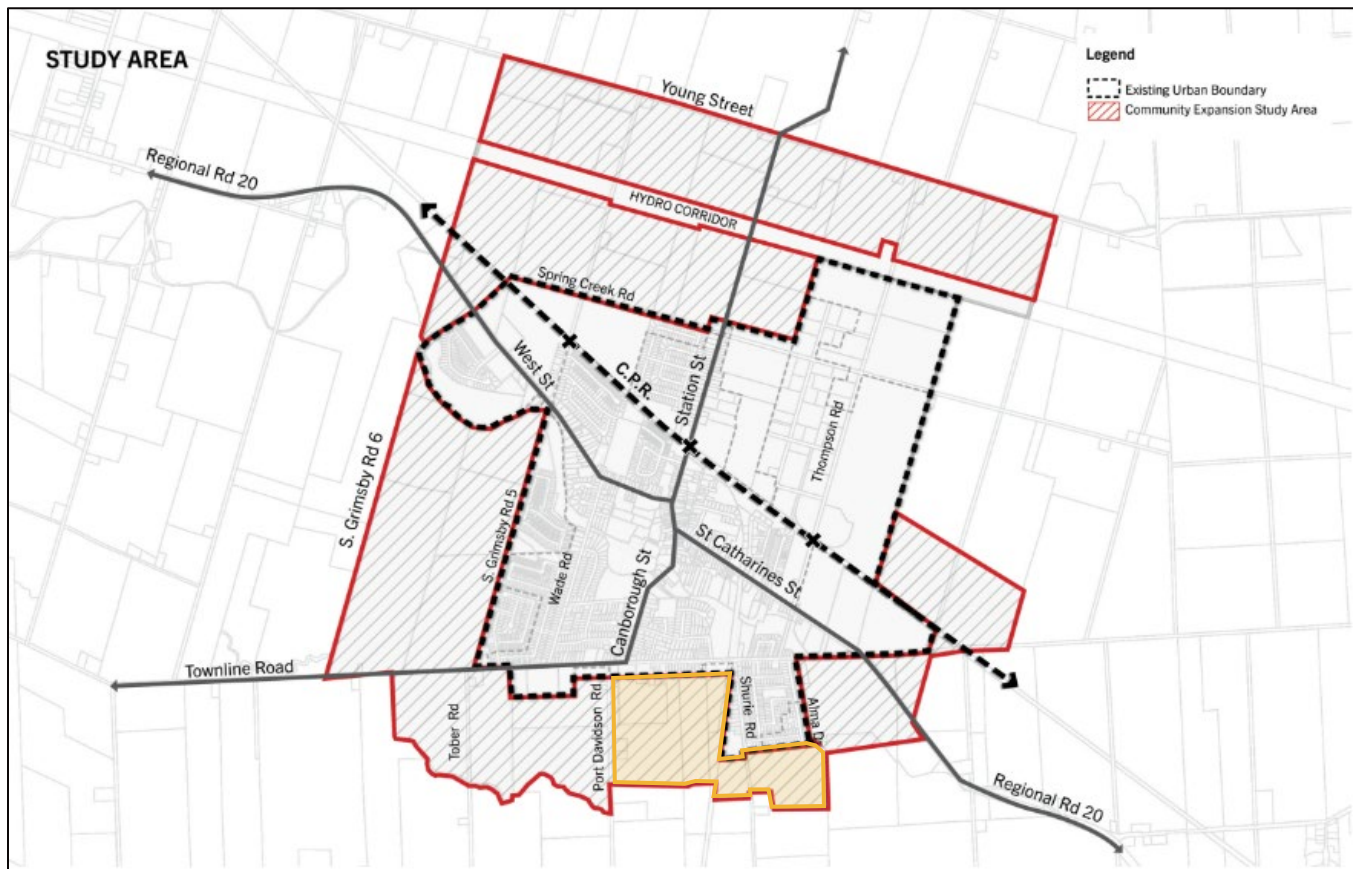 STUDY AREA
Legend
Existing Urban Boundary
Community Expansion Study Area
Young Street
Regional Rd 20
HYDRO CORRIDOR
Spring Creek Rd
West St
C.P.R.
Station St
Thompson Rd
S. Grimsby Rd 6
S. Grimsby Rd 5
Wade Rd
St Catharines St
Canborough St
Townline Road
Tober Rd
Port Davidson Rd
Shurie Rd
Alma Dr
Regional Rd 20